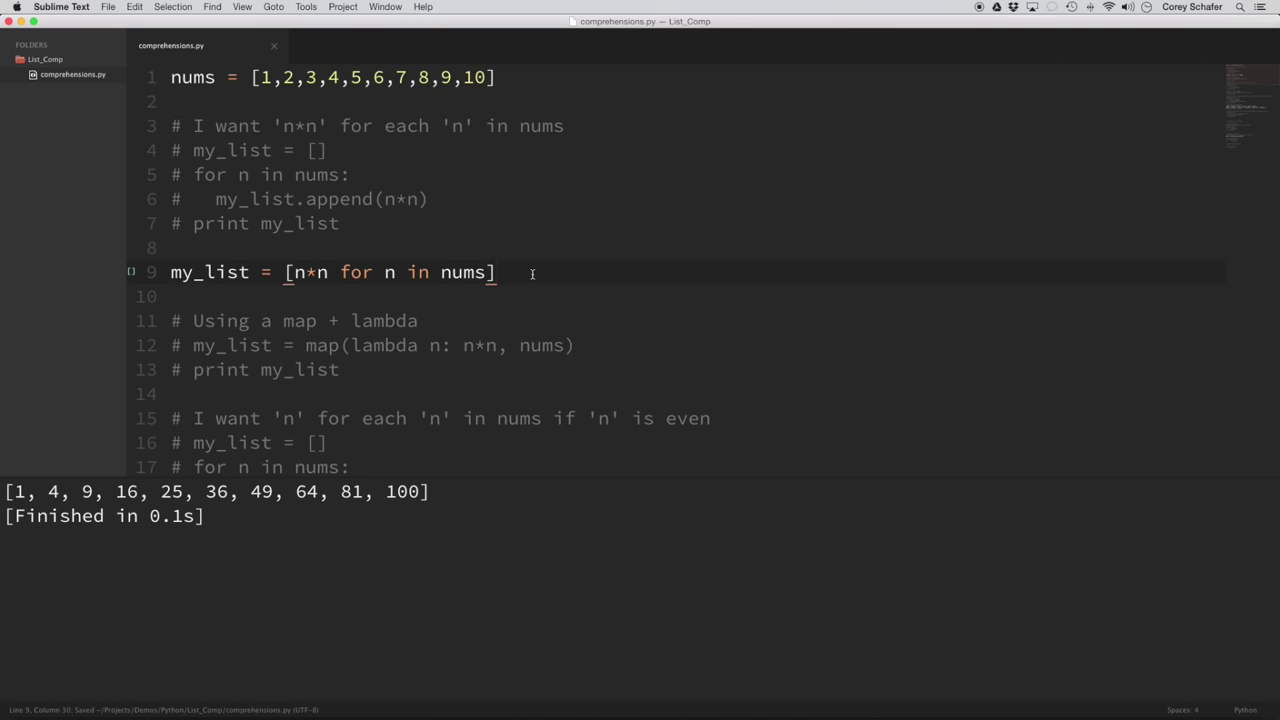 Sublime Text File Edit Selection Find View Goto Tools Project Window Help Corey Schafer
comprehensions.py — List_Comp
FOLDERS
List_Comp
comprehensions.py
comprehensions.py
1 nums = [1,2,3,4,5,6,7,8,9,10]
2
3 # I want 'n*n' for each 'n' in nums
4 # my_list = []
5 # for n in nums:
6 #   my_list.append(n*n)
7 # print my_list
8
[] 9 my_list = [n*n for n in nums]
10
11 # Using a map + lambda
12 # my_list = map(lambda n: n*n, nums)
13 # print my_list
14
15 # I want 'n' for each 'n' in nums if 'n' is even
16 # my_list = []
17 # for n in nums:
[1, 4, 9, 16, 25, 36, 49, 64, 81, 100]
[Finished in 0.1s]
Line 9, Column 30; Saved ~/Projects/Demos/Python/List_Comp/comprehensions.py (UTF-8) Spaces: 4 Python